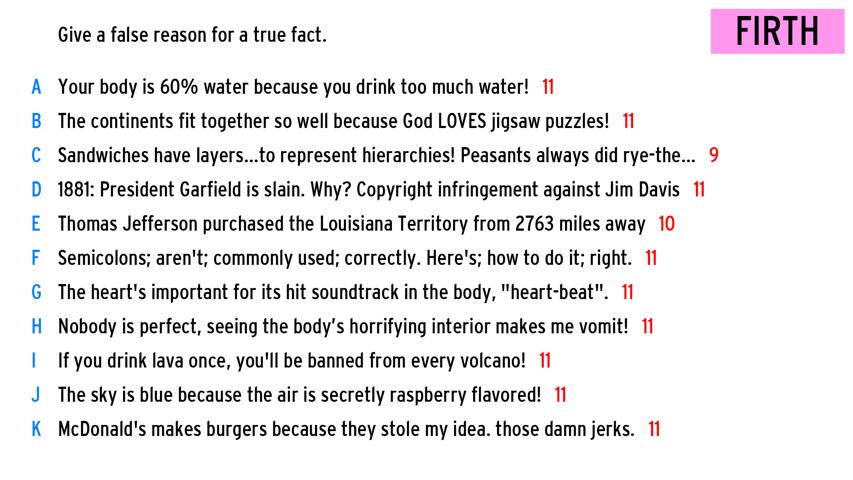 Give a false reason for a true fact.
FIRTH
A Your body is 60% water because you drink too much water! 11
B The continents fit together so well because God LOVES jigsaw puzzles! 11
C Sandwiches have layers...to represent hierarchies! Peasants always did rye-the... 9
D 1881: President Garfield is slain. Why? Copyright infringement against Jim Davis 11
E Thomas Jefferson purchased the Louisiana Territory from 2763 miles away 10
F Semicolons; aren't; commonly used; correctly. Here's; how to do it; right. 11
G The heart's important for its hit soundtrack in the body, "heart-beat". 11
H Nobody is perfect, seeing the body’s horrifying interior makes me vomit! 11
I If you drink lava once, you'll be banned from every volcano! 11
J The sky is blue because the air is secretly raspberry flavored! 11
K McDonald's makes burgers because they stole my idea. those damn jerks. 11